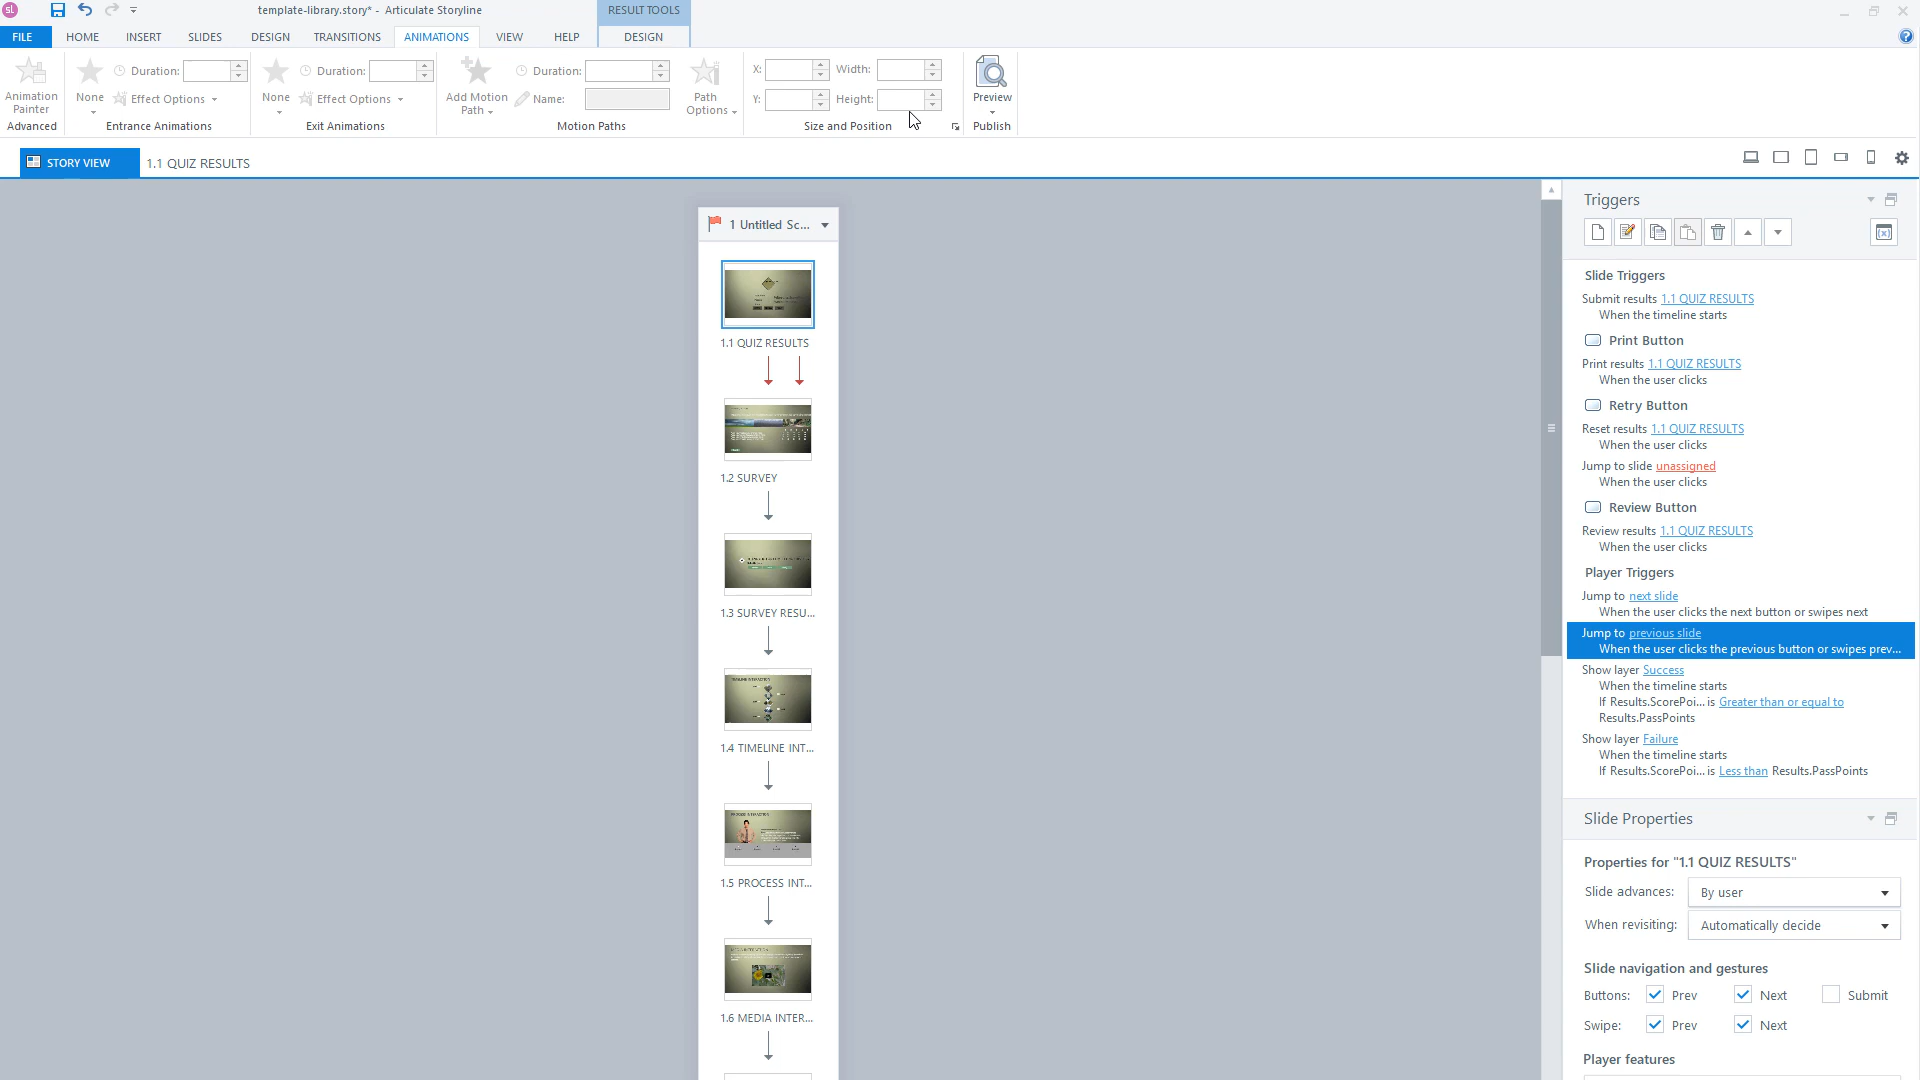 sl
template-library.story* - Articulate Storyline
RESULT TOOLS
FILE
HOME
INSERT
SLIDES
DESIGN
TRANSITIONS
ANIMATIONS
VIEW
HELP
DESIGN
Animation
Painter
Advanced
None
Duration:
Effect Options
Entrance Animations
None
Duration:
Effect Options
Exit Animations
Add Motion
Path
Duration:
Name:
Path
Options
Motion Paths
X:
Width:
Y:
Height:
Size and Position
Preview
Publish
STORY VIEW
1.1 QUIZ RESULTS
1 Untitled Sc...
1.1 QUIZ RESULTS
1.2 SURVEY
1.3 SURVEY RESU...
1.4 TIMELINE INT...
1.5 PROCESS INT...
1.6 MEDIA INTER...
Triggers
Slide Triggers
Submit results 1.1 QUIZ RESULTS
When the timeline starts
Print Button
Print results 1.1 QUIZ RESULTS
When the user clicks
Retry Button
Reset results 1.1 QUIZ RESULTS
When the user clicks
Jump to slide unassigned
When the user clicks
Review Button
Review results 1.1 QUIZ RESULTS
When the user clicks
Player Triggers
Jump to next slide
When the user clicks the next button or swipes next
Jump to previous slide
When the user clicks the previous button or swipes prev...
Show layer Success
When the timeline starts
If Results.ScorePoi... is Greater than or equal to
Results.PassPoints
Show layer Failure
When the timeline starts
If Results.ScorePoi... is Less than Results.PassPoints
Slide Properties
Properties for "1.1 QUIZ RESULTS"
Slide advances: By user
When revisiting: Automatically decide
Slide navigation and gestures
Buttons: Prev Next Submit
Swipe: Prev Next
Player features